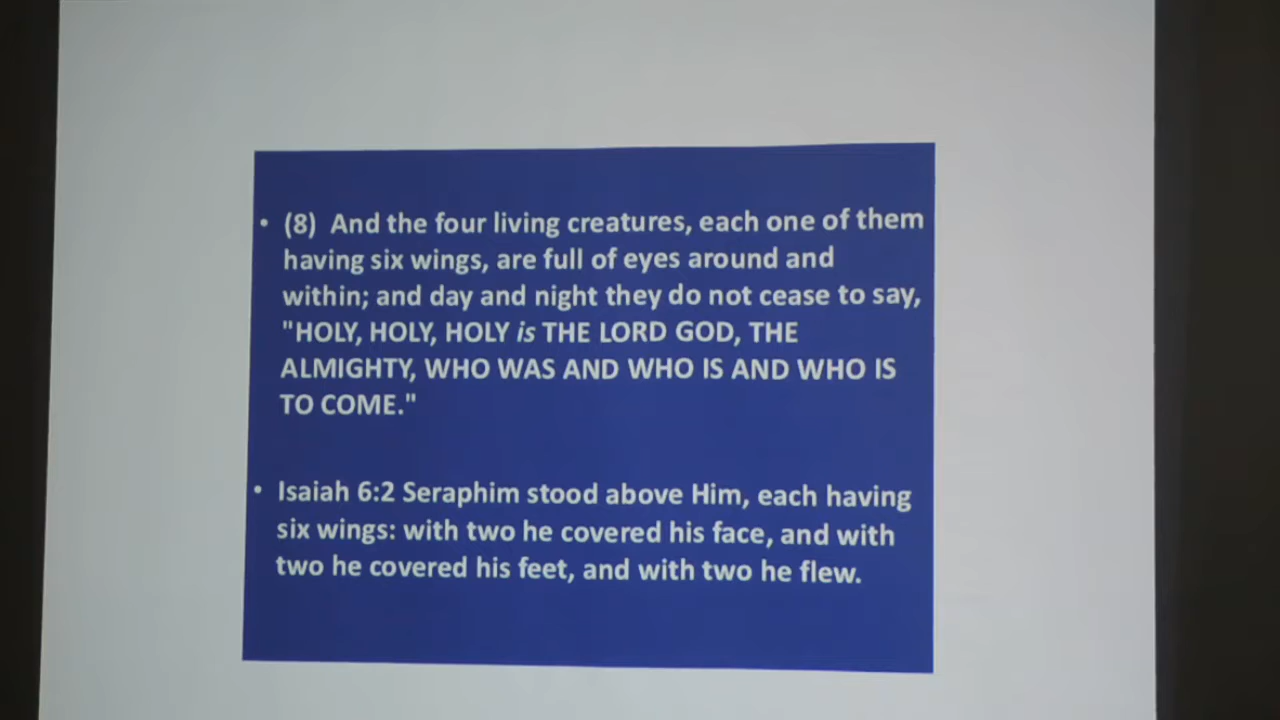 • (8) And the four living creatures, each one of them
having six wings, are full of eyes around and
within; and day and night they do not cease to say,
"HOLY, HOLY, HOLY is THE LORD GOD, THE
ALMIGHTY, WHO WAS AND WHO IS AND WHO IS
TO COME."
• Isaiah 6:2 Seraphim stood above Him, each having
six wings: with two he covered his face, and with
two he covered his feet, and with two he flew.